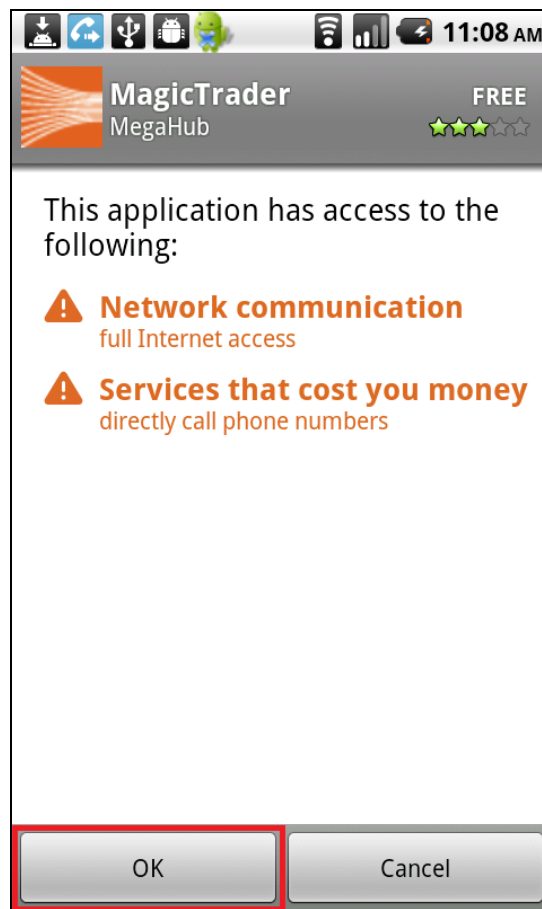 11:08 AM
MagicTrader
FREE
MegaHub
This application has access to the
following:
Network communication
full Internet access
Services that cost you money
directly call phone numbers
OK
Cancel